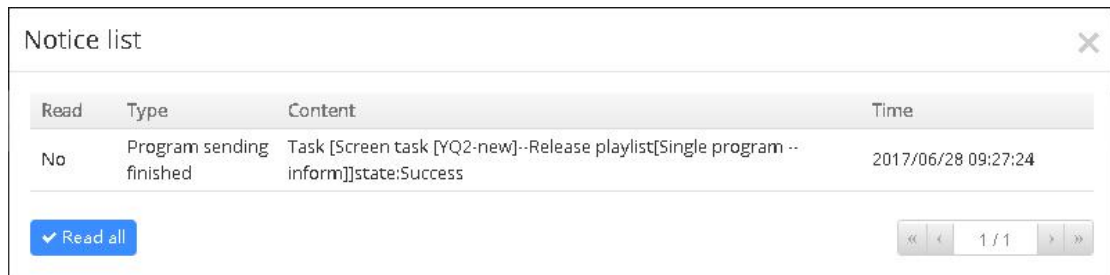 Notice list
Read Type Content Time
No Program sending finished Task [Screen task [YQ2-new]--Release playlist[Single program --inform]]state:Success 2017/06/28 09:27:24
Read all
« ‹ 1 / 1 › »